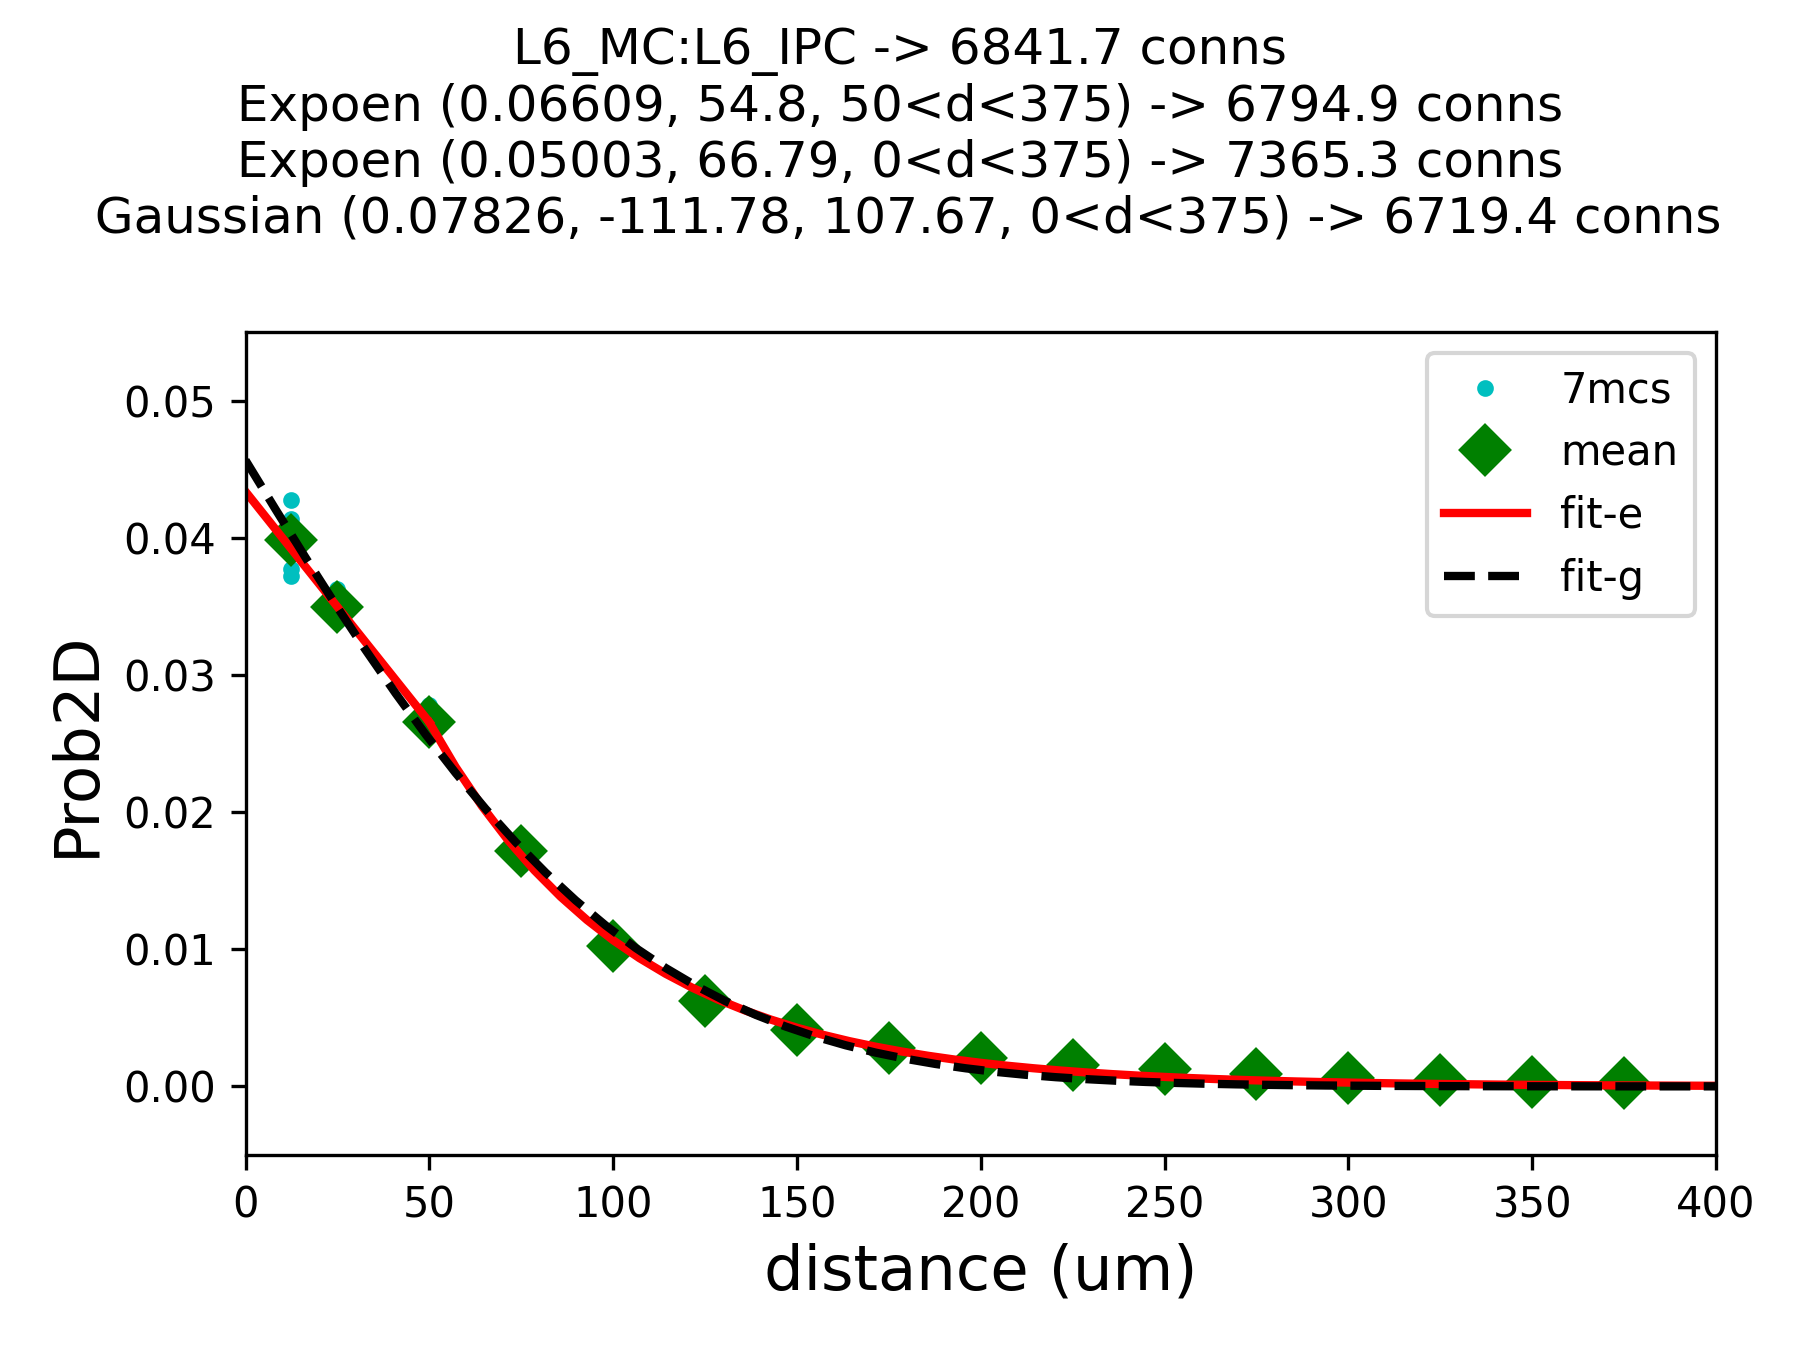 L6_MC:L6_IPC -> 6841.7 conns
Expoen (0.06609, 54.8, 50<d<375) -> 6794.9 conns
Expoen (0.05003, 66.79, 0<d<375) -> 7365.3 conns
Gaussian (0.07826, -111.78, 107.67, 0<d<375) -> 6719.4 conns
7mcs
mean
fit-e
fit-g
Prob2D
0.05
0.04
0.03
0.02
0.01
0.00
0 50 100 150 200 250 300 350 400
distance (um)